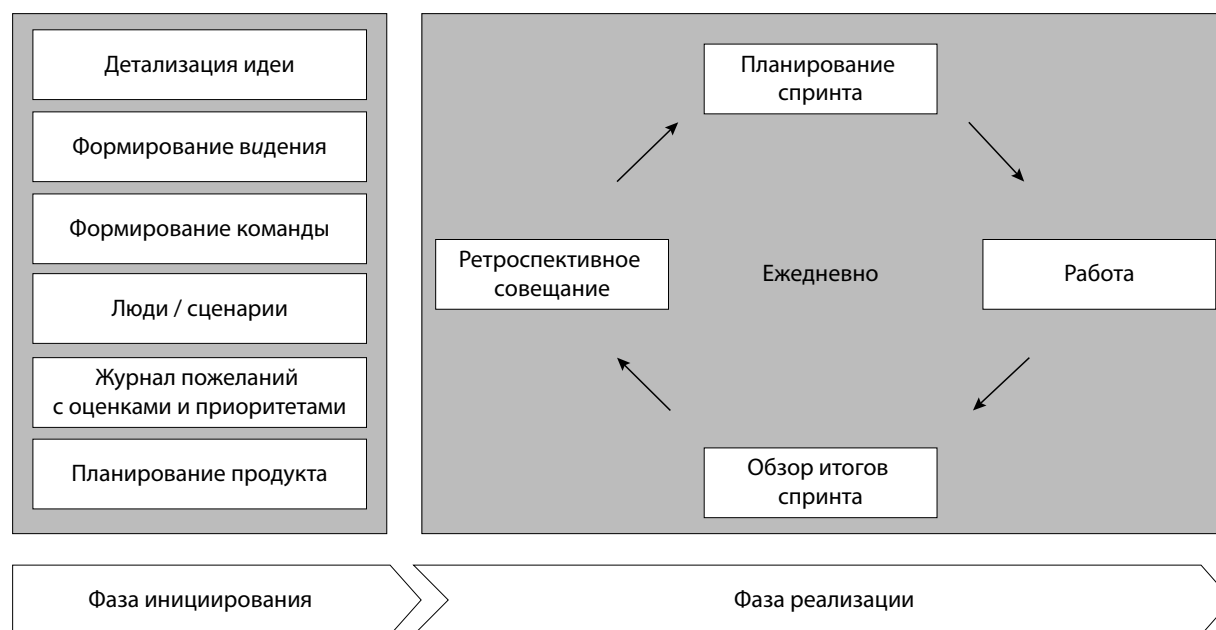 Детализация идеи
Формирование видения
Формирование команды
Люди / сценарии
Журнал пожеланий
с оценками и приоритетами
Планирование продукта
Планирование
спринта
Ретроспективное
совещание
Ежедневно
Работа
Обзор итогов
спринта
Фаза инициирования
Фаза реализации